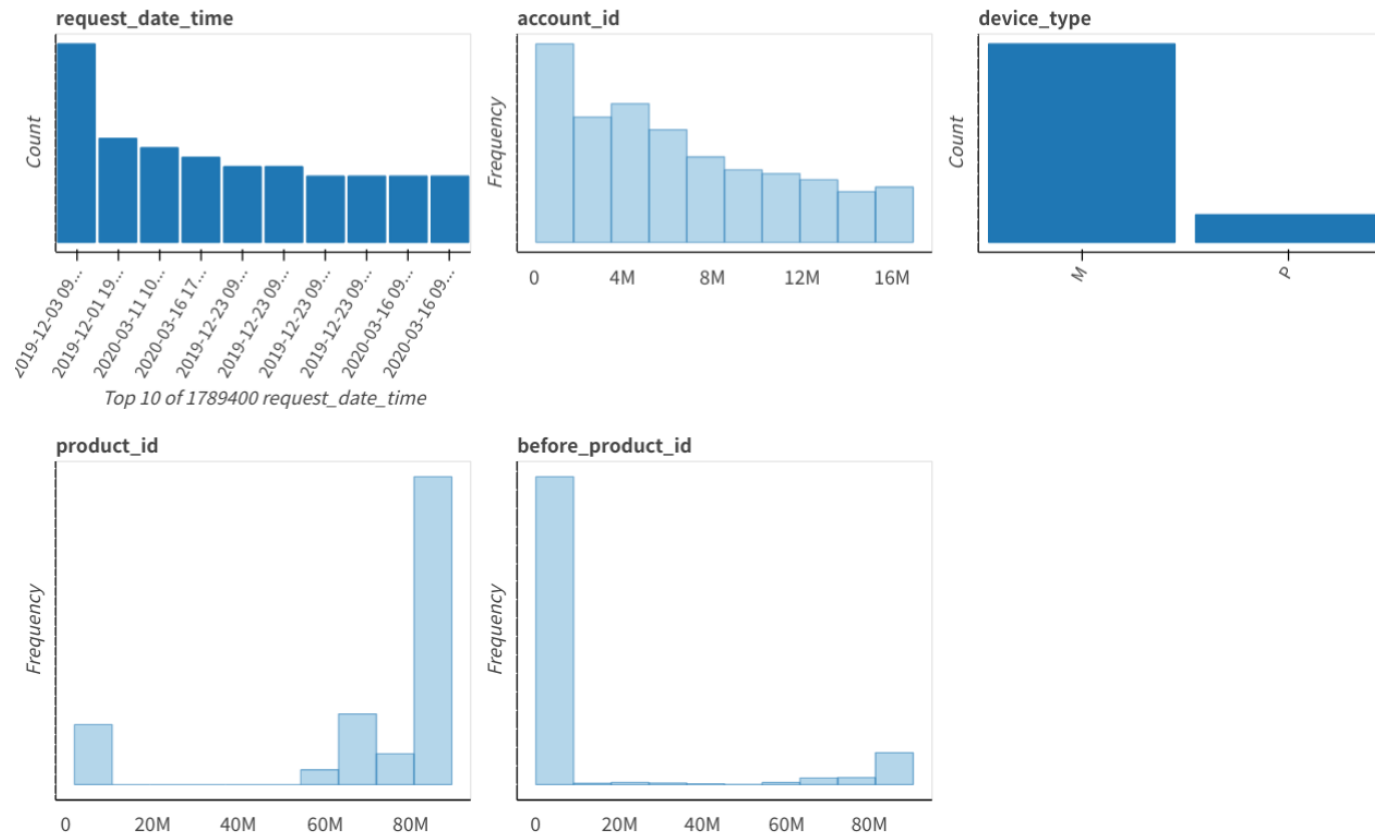 request_date_time
account_id
device_type
Count
Frequency
Count
2019-12-03 09...
2019-12-01 19...
2020-03-11 10...
2020-03-16 17...
2019-12-23 09...
2019-12-23 09...
2019-12-23 09...
2019-12-23 09...
2020-03-16 09...
2020-03-16 09...
0 4M 8M 12M 16M
M
P
Top 10 of 1789400 request_date_time
product_id
before_product_id
Frequency
Frequency
0 20M 40M 60M 80M
0 20M 40M 60M 80M